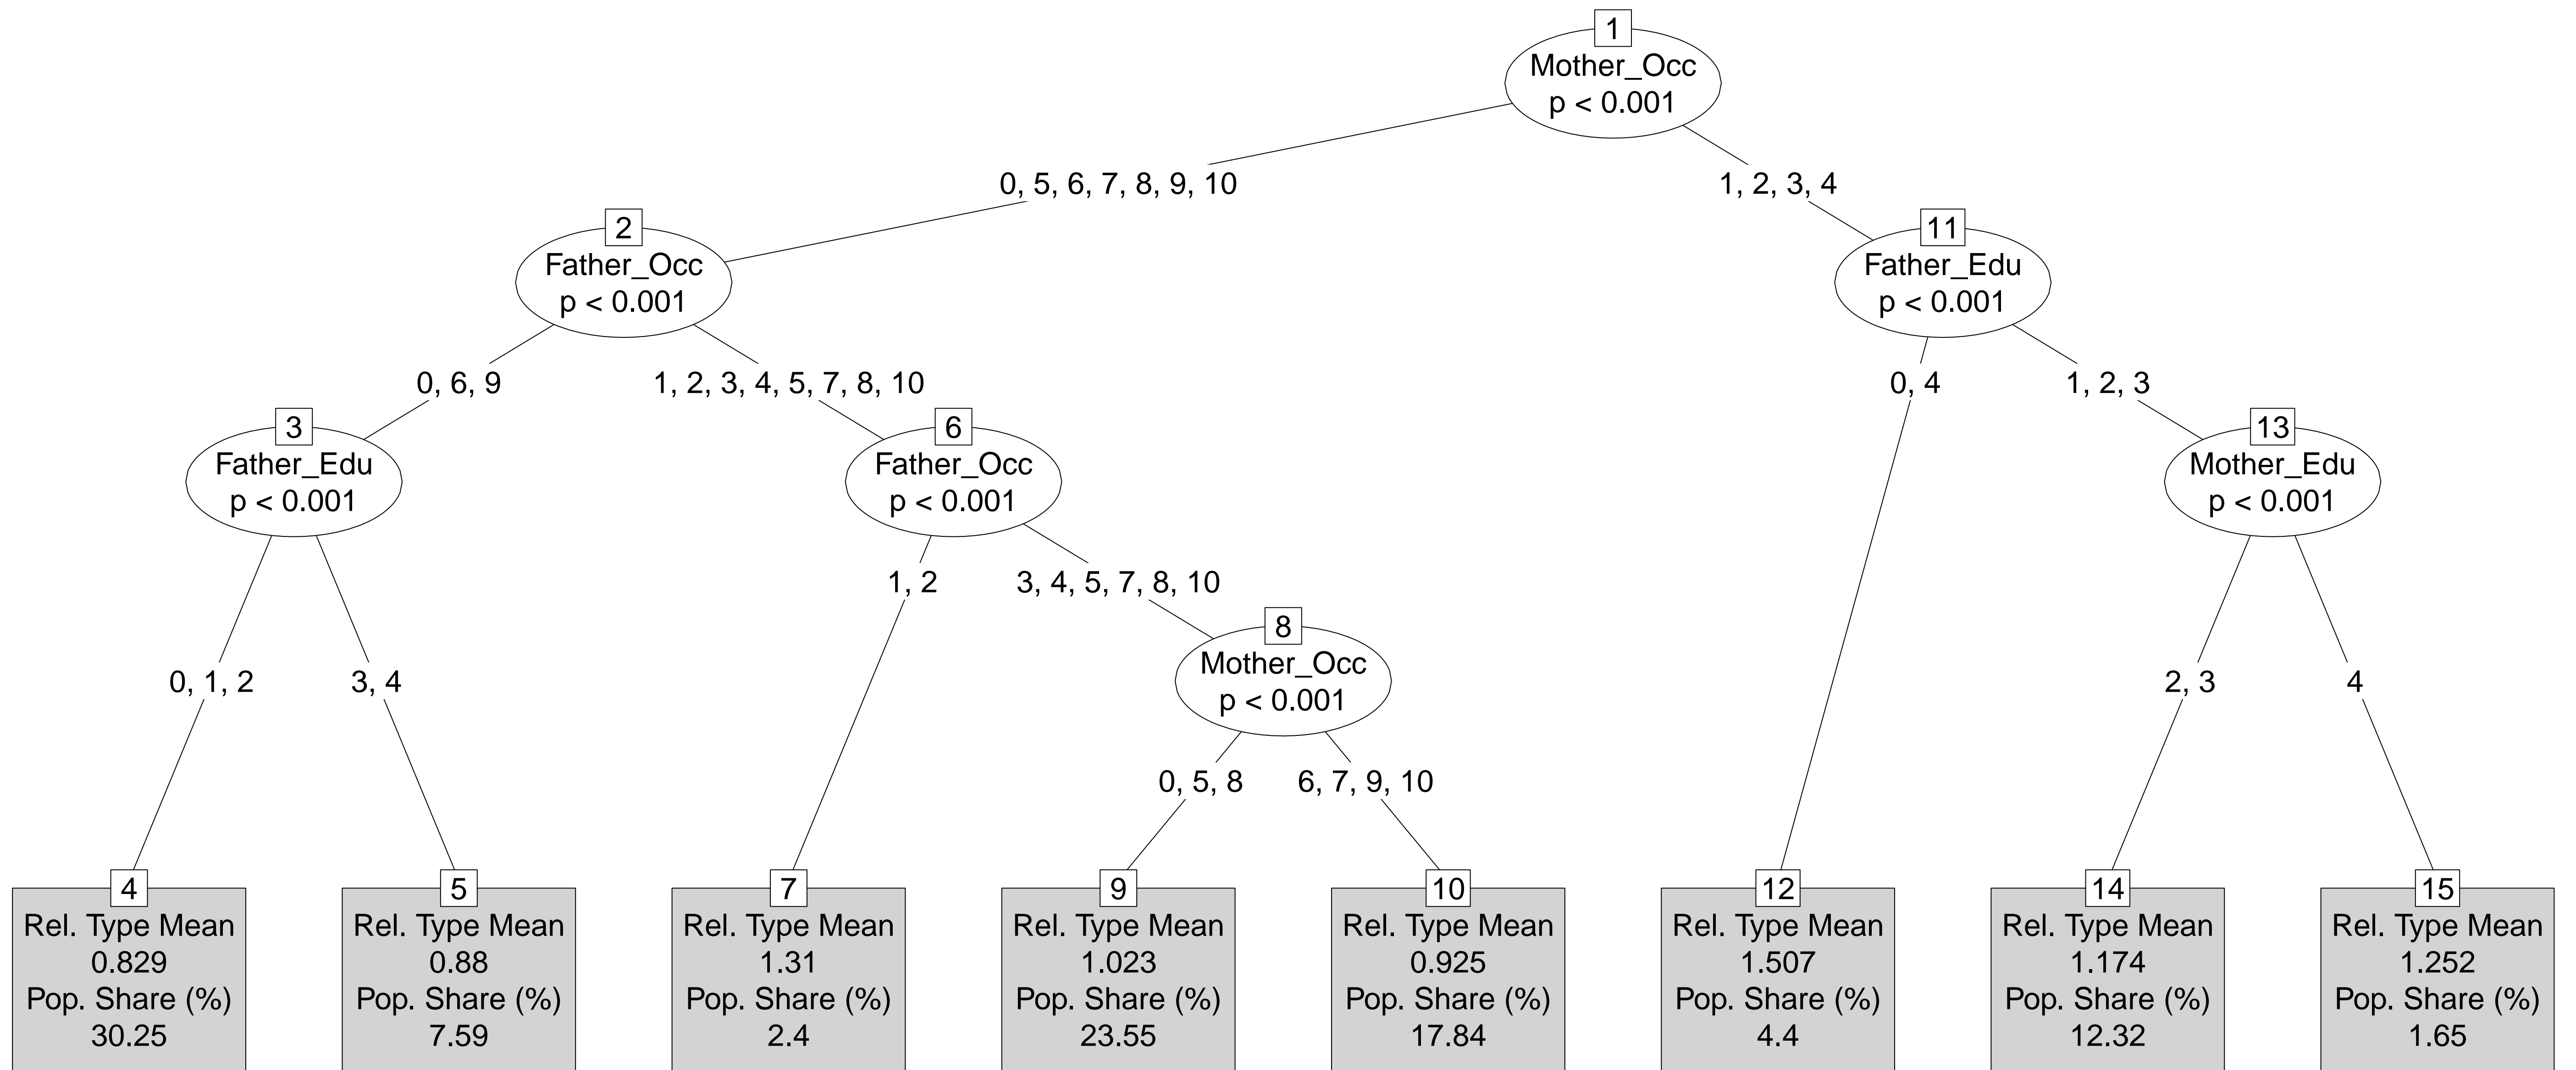 1
Mother_Occ
p < 0.001
0, 5, 6, 7, 8, 9, 10
1, 2, 3, 4
2
Father_Occ
p < 0.001
11
Father_Edu
p < 0.001
0, 6, 9
1, 2, 3, 4, 5, 7, 8, 10
0, 4
1, 2, 3
3
Father_Edu
p < 0.001
6
Father_Occ
p < 0.001
13
Mother_Edu
p < 0.001
1, 2
3, 4, 5, 7, 8, 10
8
Mother_Occ
p < 0.001
0, 1, 2
3, 4
2, 3
4
0, 5, 8
6, 7, 9, 10
4
Rel. Type Mean
0.829
Pop. Share (%)
30.25
5
Rel. Type Mean
0.88
Pop. Share (%)
7.59
7
Rel. Type Mean
1.31
Pop. Share (%)
2.4
9
Rel. Type Mean
1.023
Pop. Share (%)
23.55
10
Rel. Type Mean
0.925
Pop. Share (%)
17.84
12
Rel. Type Mean
1.507
Pop. Share (%)
4.4
14
Rel. Type Mean
1.174
Pop. Share (%)
12.32
15
Rel. Type Mean
1.252
Pop. Share (%)
1.65